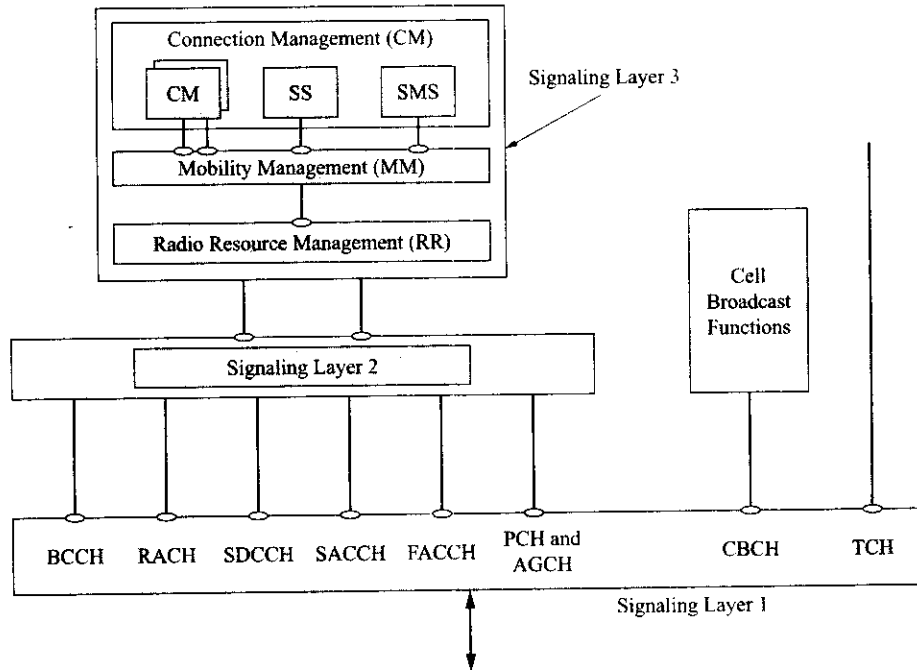 Connection Management (CM)
CM
SS
SMS
Signaling Layer 3
Mobility Management (MM)
Radio Resource Management (RR)
Cell
Broadcast
Functions
Signaling Layer 2
BCCH
RACH
SDCCH
SACCH
FACCH
PCH and
AGCH
CBCH
TCH
Signaling Layer 1